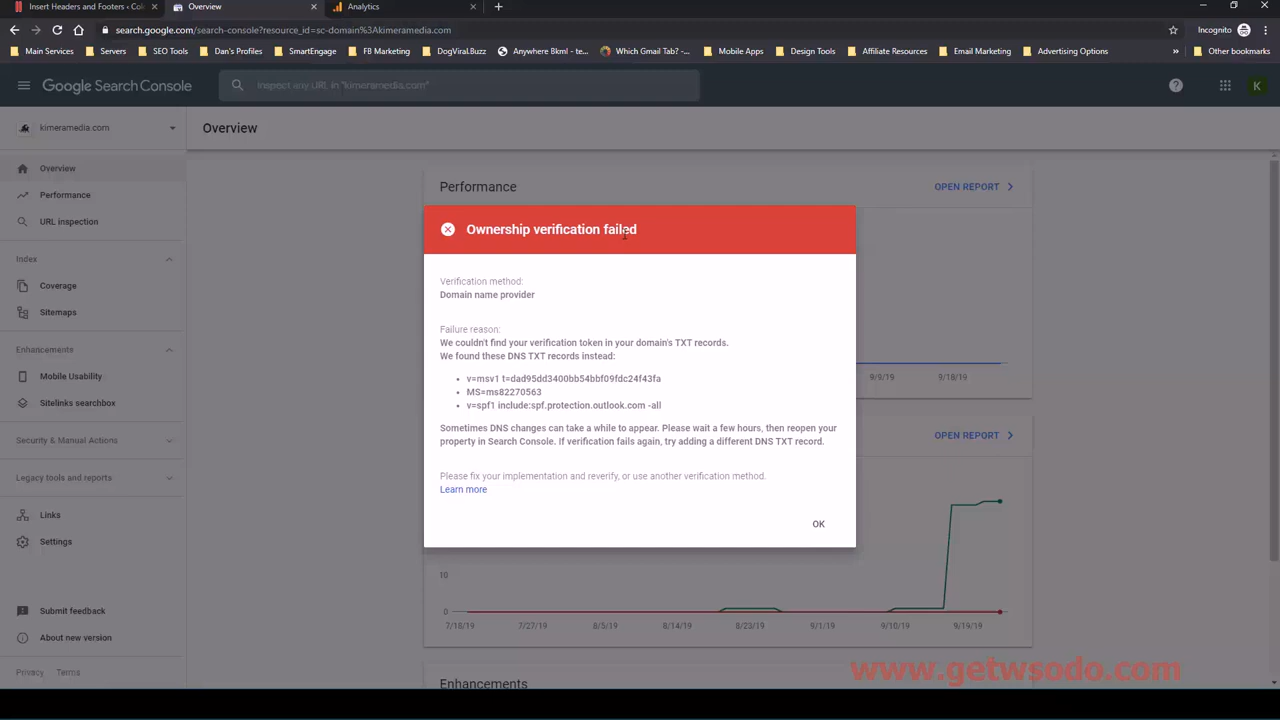 Insert Headers and Footers ‹ Col
Overview
Analytics
search.google.com/search-console?resource_id=sc-domain%3Akimeramedia.com
Incognito
Main Services
Servers
SEO Tools
Dan's Profiles
SmartEngage
FB Marketing
DogViral.Buzz
Anywhere Bkml - te...
Which Gmail Tab? -...
Mobile Apps
Design Tools
Affiliate Resources
Email Marketing
Advertising Options
»
Other bookmarks
Google Search Console
Inspect any URL in "kimeramedia.com"
K
kimeramedia.com
Overview
Overview
Performance
URL inspection
Index
Coverage
Sitemaps
Enhancements
Mobile Usability
Sitelinks searchbox
Security & Manual Actions
Legacy tools and reports
Links
Settings
Submit feedback
About new version
Privacy Terms
Performance
OPEN REPORT
Ownership verification failed
Verification method:
Domain name provider
Failure reason:
We couldn't find your verification token in your domain's TXT records.
We found these DNS TXT records instead:
• v=msv1 t=dad95dd3400bb54bbf09fdc24f43fa
• MS=ms82270563
• v=spf1 include:spf.protection.outlook.com -all
Sometimes DNS changes can take a while to appear. Please wait a few hours, then reopen your
property in Search Console. If verification fails again, try adding a different DNS TXT record.
Please fix your implementation and reverify, or use another verification method.
Learn more
OK
9/9/19 9/18/19
OPEN REPORT
10
0
7/18/19 7/27/19 8/5/19 8/14/19 8/23/19 9/1/19 9/10/19 9/19/19
Enhancements
www.getwsodo.com